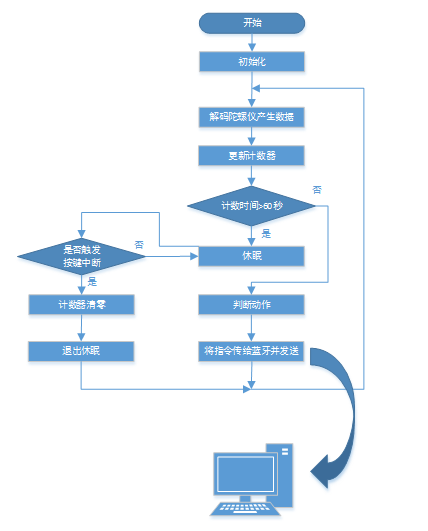 开始
初始化
解码陀螺仪产生数据
更新计数器
计数时间>60秒
否
是
是否触发
按键中断
否
休眠
是
计数器清零
判断动作
退出休眠
将指令传给蓝牙并发送